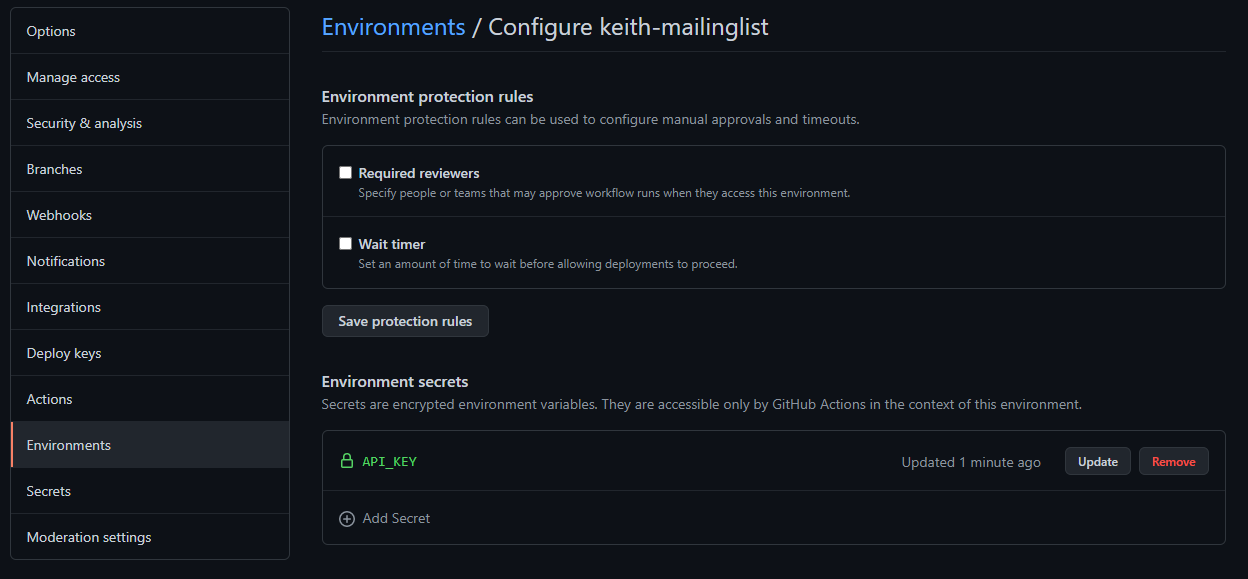 Options
Manage access
Security & analysis
Branches
Webhooks
Notifications
Integrations
Deploy keys
Actions
Environments
Secrets
Moderation settings
Environments / Configure keith-mailinglist
Environment protection rules
Environment protection rules can be used to configure manual approvals and timeouts.
Required reviewers
Specify people or teams that may approve workflow runs when they access this environment.
Wait timer
Set an amount of time to wait before allowing deployments to proceed.
Save protection rules
Environment secrets
Secrets are encrypted environment variables. They are accessible only by GitHub Actions in the context of this environment.
API_KEY Updated 1 minute ago Update Remove
Add Secret